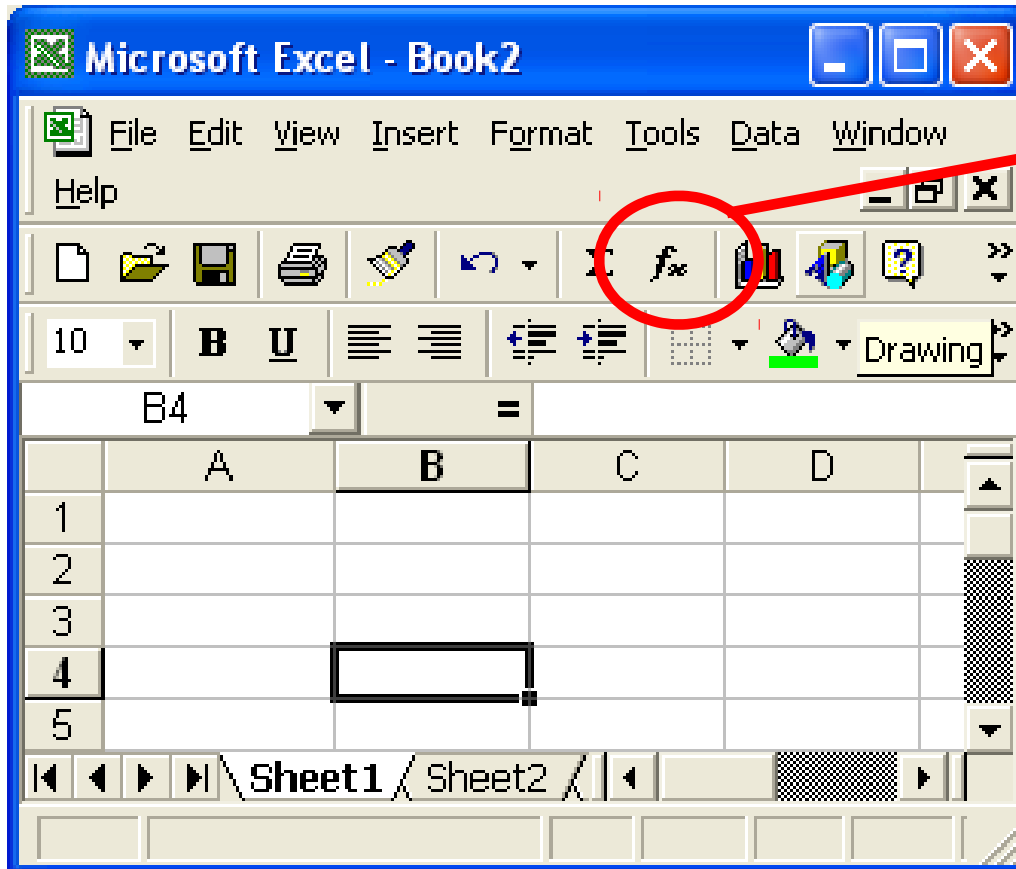 Microsoft Excel - Book2
File Edit View Insert Format Tools Data Window
Help
Σ fx ?
10 B U Drawing
B4 =
A B C D
1
2
3
4
5
Sheet1 Sheet2